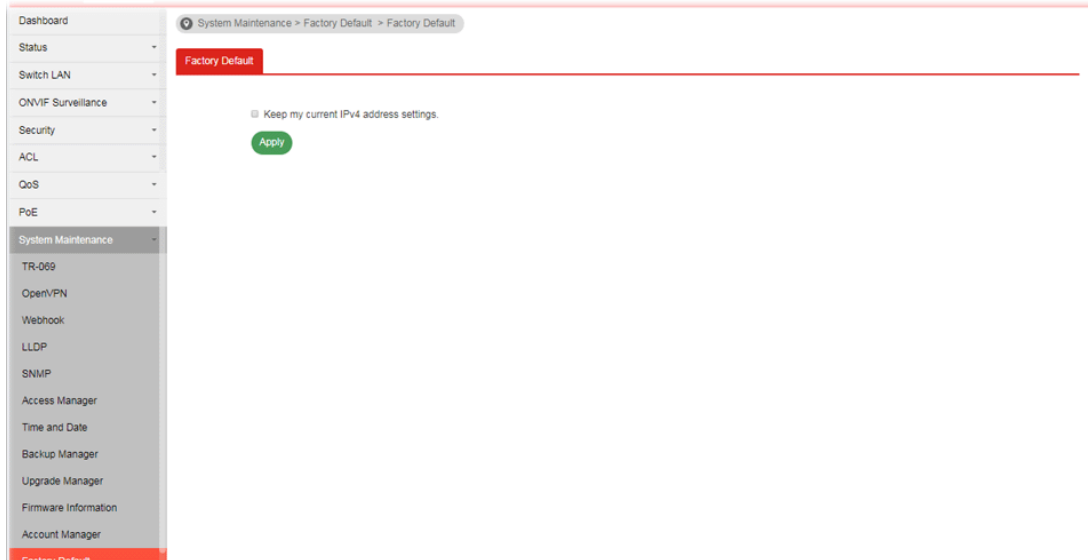 Dashboard
System Maintenance > Factory Default > Factory Default
Status
Factory Default
Switch LAN
ONVIF Surveillance
Keep my current IPv4 address settings.
Security
Apply
ACL
QoS
PoE
System Maintenance
TR-069
OpenVPN
Webhook
LLDP
SNMP
Access Manager
Time and Date
Backup Manager
Upgrade Manager
Firmware Information
Account Manager
Factory Default